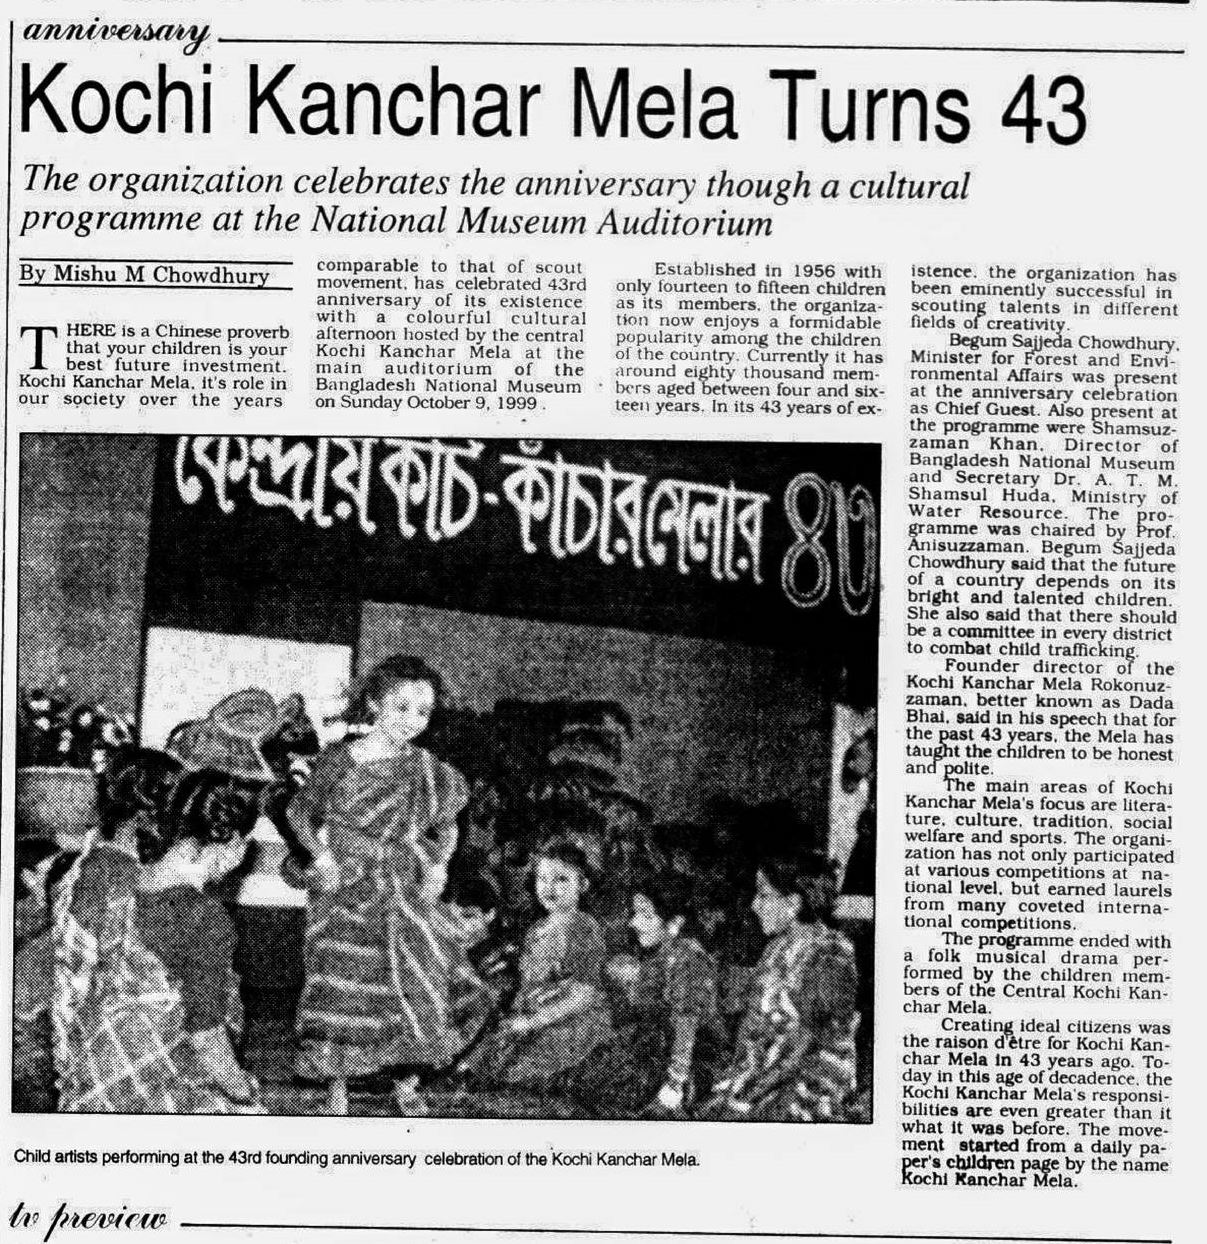 anniversary
Kochi Kanchar Mela Turns 43
The organization celebrates the anniversary though a cultural
programme at the National Museum Auditorium
By Mishu M Chowdhury
THERE is a Chinese proverb
that your children is your
best future investment.
Kochi Kanchar Mela, it's role in
our society over the years
comparable to that of scout
movement, has celebrated 43rd
anniversary of its existence
with a colourful cultural
afternoon hosted by the central
Kochi Kanchar Mela at the
main auditorium of the
Bangladesh National Museum
on Sunday October 9, 1999.
Established in 1956 with
only fourteen to fifteen children
as its members, the organiza-
tion now enjoys a formidable
popularity among the children
of the country. Currently it has
around eighty thousand mem-
bers aged between four and six-
teen years. In its 43 years of ex-
istence, the organization has
been eminently successful in
scouting talents in different
fields of creativity.
Begum Sajjeda Chowdhury,
Minister for Forest and Envi-
ronmental Affairs was present
at the anniversary celebration
as Chief Guest. Also present at
the programme were Shamsuz-
zaman Khan, Director of
Bangladesh National Museum
and Secretary Dr. A. T. M.
Shamsul Huda, Ministry of
Water Resource. The pro-
gramme was chaired by Prof.
Anisuzzaman. Begum Sajjeda
Chowdhury said that the future
of a country depends on its
bright and talented children.
She also said that there should
be a committee in every district
to combat child trafficking.
Founder director of the
Kochi Kanchar Mela Rokonuz-
zaman, better known as Dada
Bhai, said in his speech that for
the past 43 years, the Mela has
taught the children to be honest
and polite.
The main areas of Kochi
Kanchar Mela's focus are litera-
ture, culture, tradition, social
welfare and sports. The organi-
zation has not only participated
at various competitions at na-
tional level, but earned laurels
from many coveted interna-
tional competitions.
The programme ended with
a folk musical drama per-
formed by the children mem-
bers of the Central Kochi Kan-
char Mela.
Creating ideal citizens was
the raison d'être for Kochi Kan-
char Mela in 43 years ago. To-
day in this age of decadence, the
Kochi Kanchar Mela's responsi-
bilities are even greater than it
what it was before. The move-
ment started from a daily pa-
per's children page by the name
Kochi Kanchar Mela.
কেন্দ্রীয় কচি-কাঁচার মেলার ৪৩
Child artists performing at the 43rd founding anniversary celebration of the Kochi Kanchar Mela.
tv preview